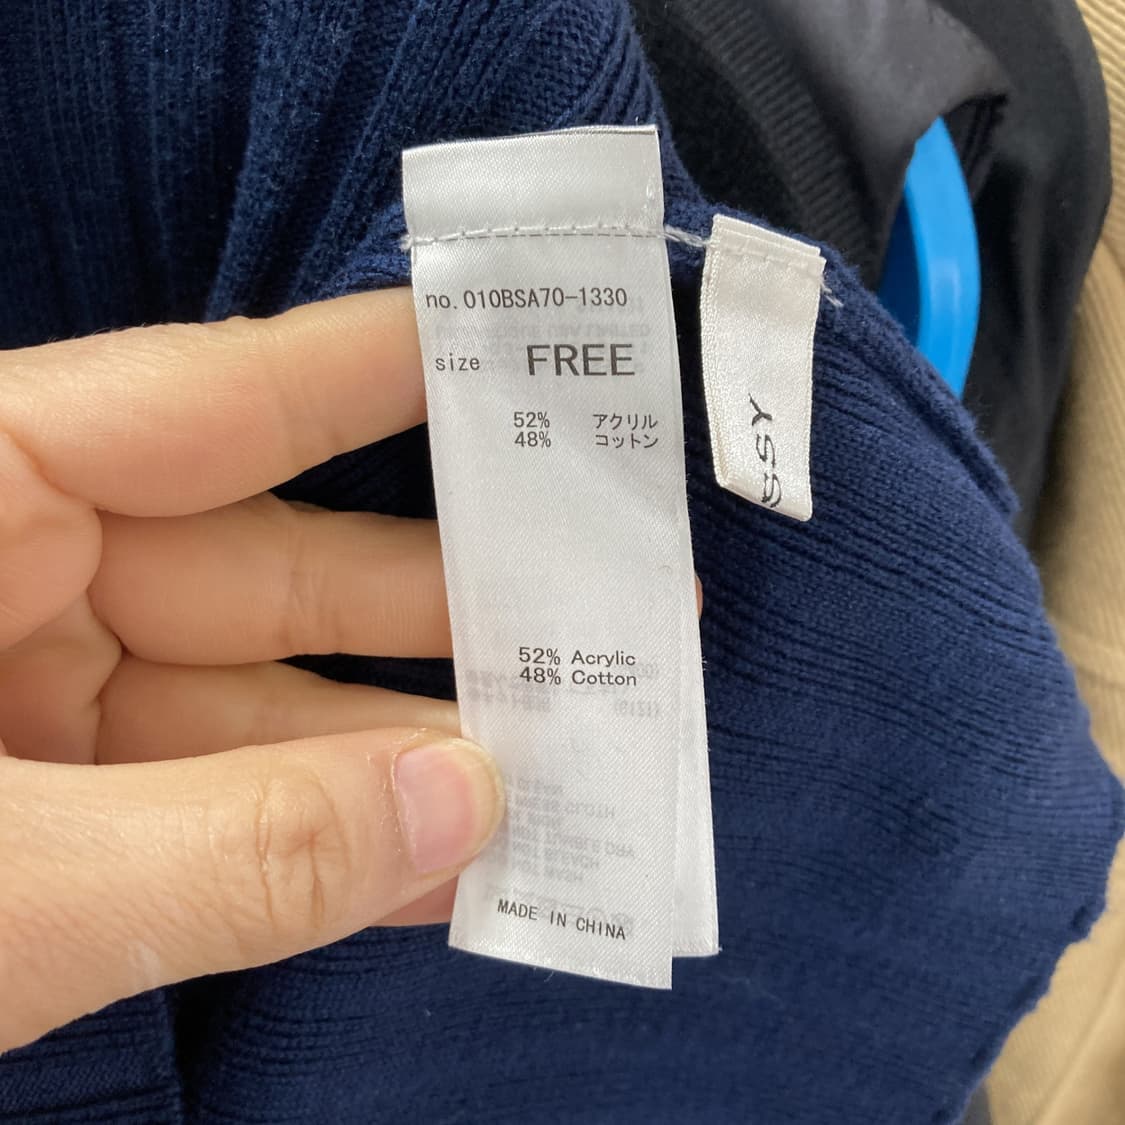 no.010BSA70-1330
size FREE
52% アクリル
48% コットン
52% Acrylic
48% Cotton
MADE IN CHINA
SSY